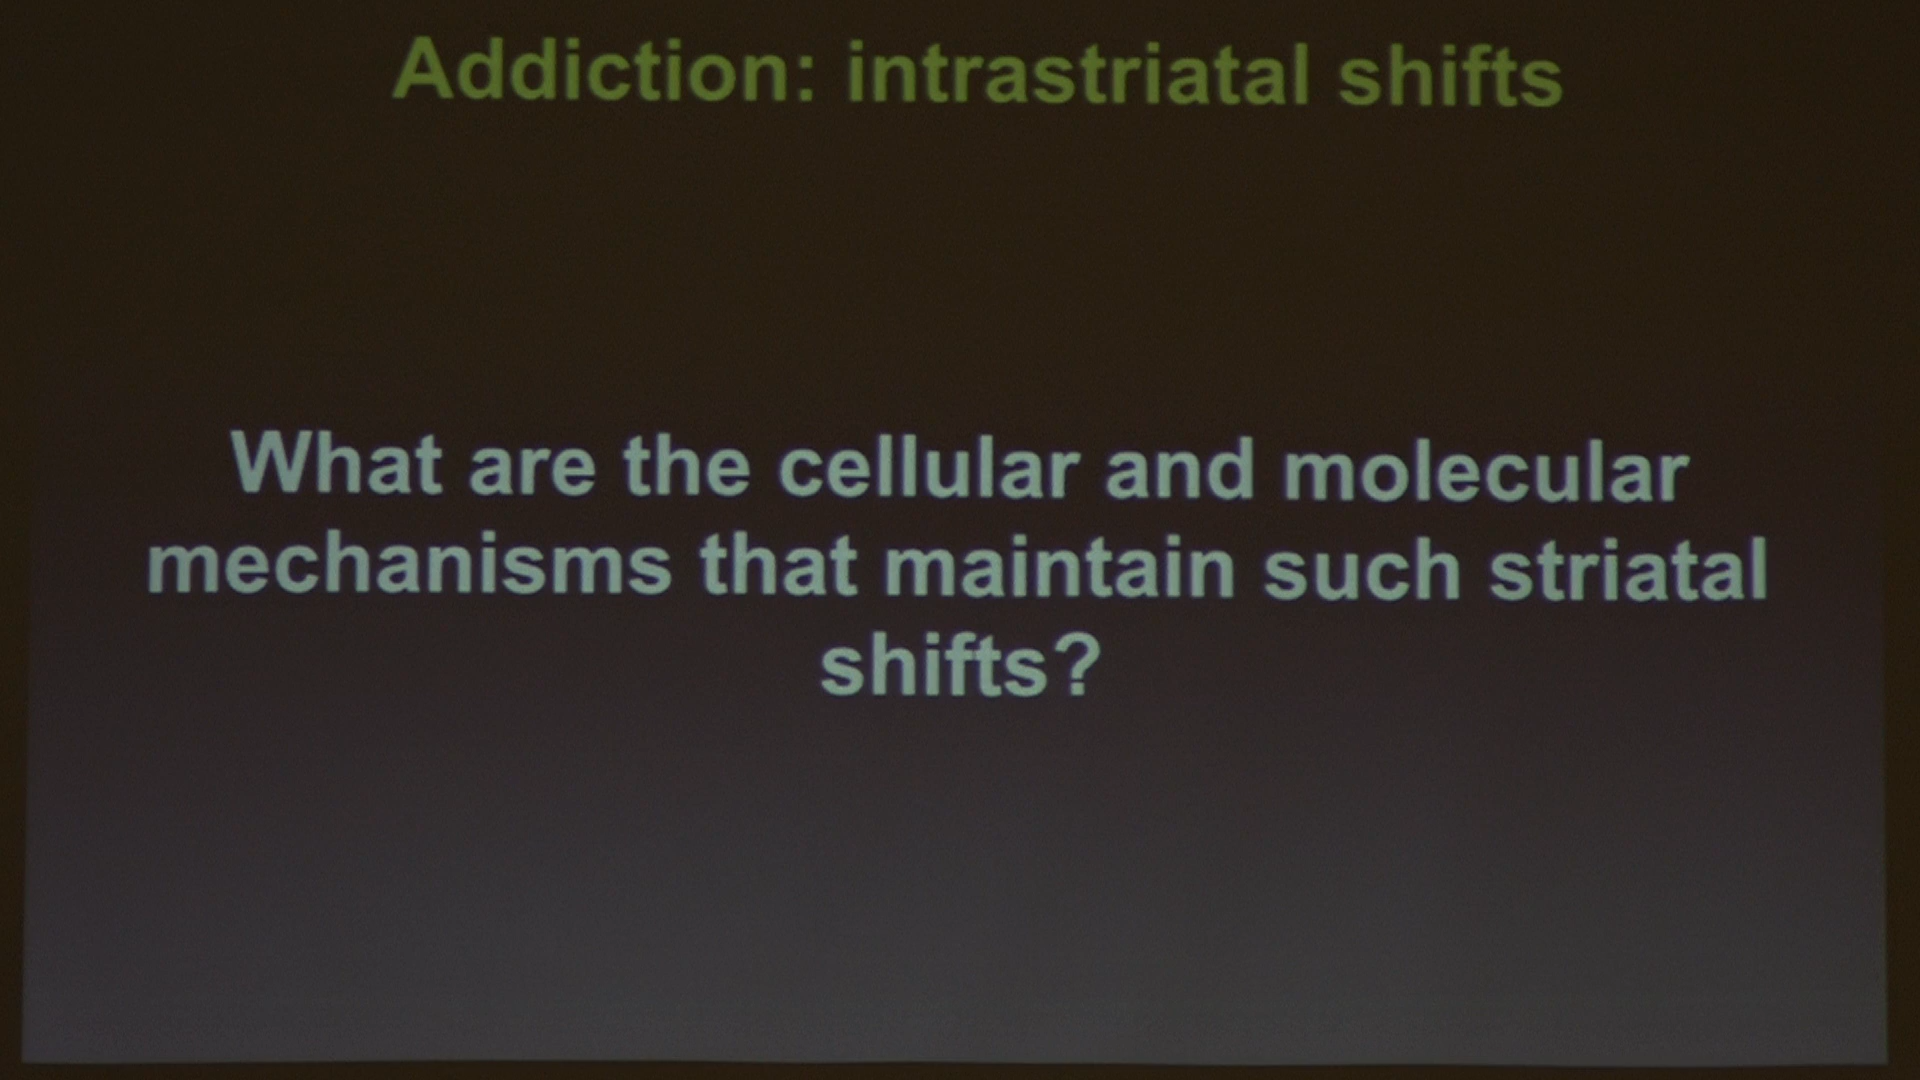 Addiction: intrastriatal shifts
What are the cellular and molecular
mechanisms that maintain such striatal
shifts?